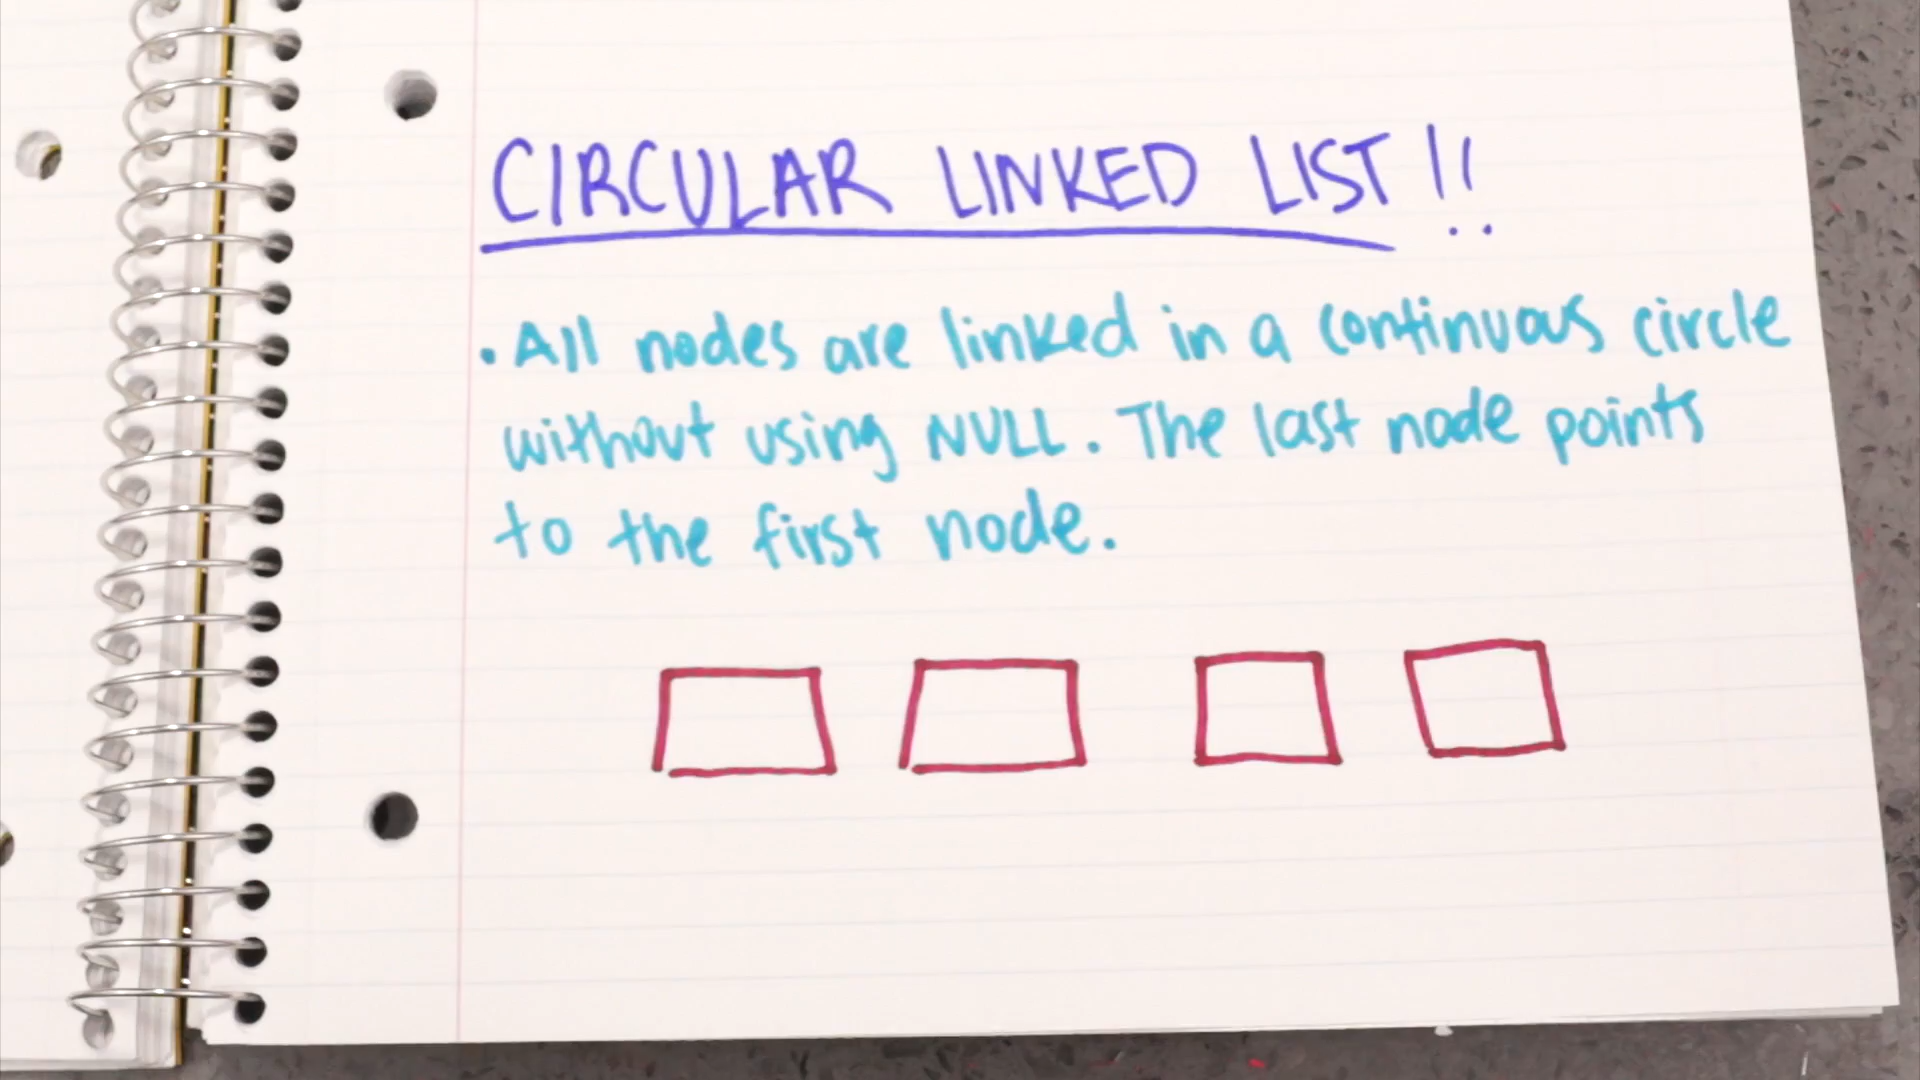 CIRCULAR LINKED LIST!!
• All nodes are linked in a continuous circle
without using NULL. The last node points
to the first node.